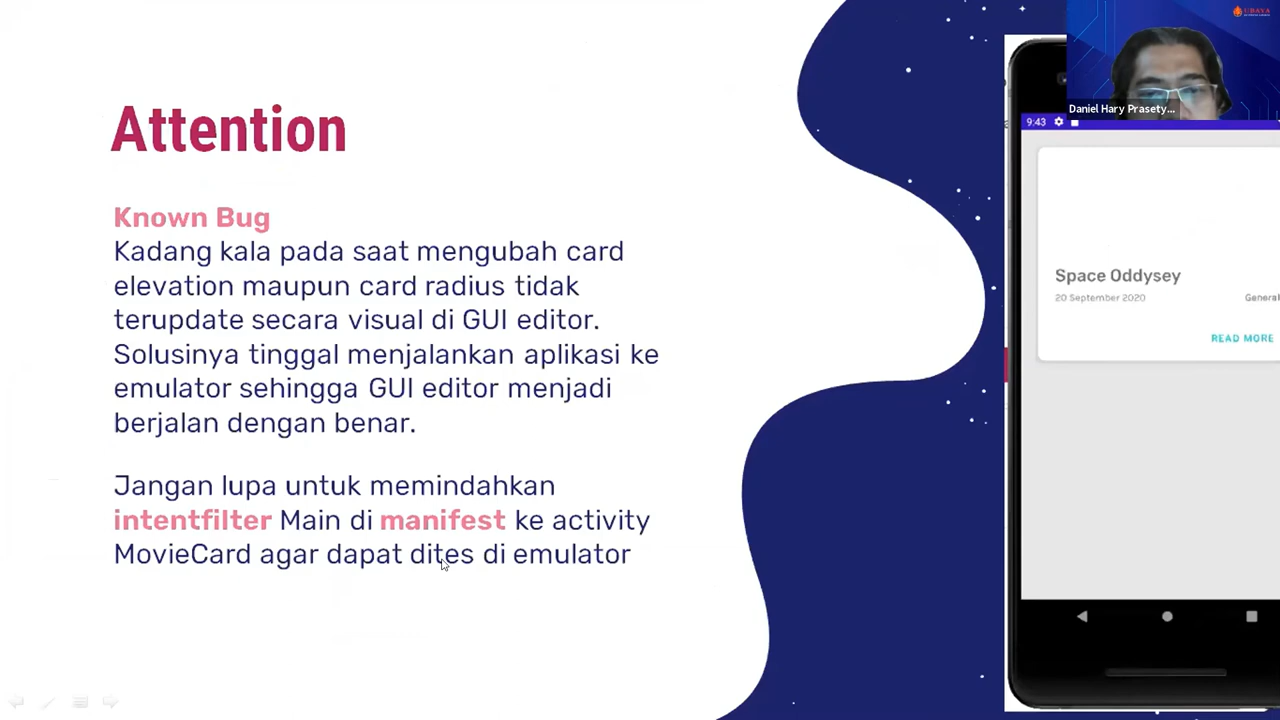 Attention
Known Bug
Kadang kala pada saat mengubah card
elevation maupun card radius tidak
terupdate secara visual di GUI editor.
Solusinya tinggal menjalankan aplikasi ke
emulator sehingga GUI editor menjadi
berjalan dengan benar.
Jangan lupa untuk memindahkan
intentfilter Main di manifest ke activity
MovieCard agar dapat dites di emulator
UBAYA
Daniel Hary Prasety...
9:43
Space Oddysey
20 September 2020
General
READ MORE